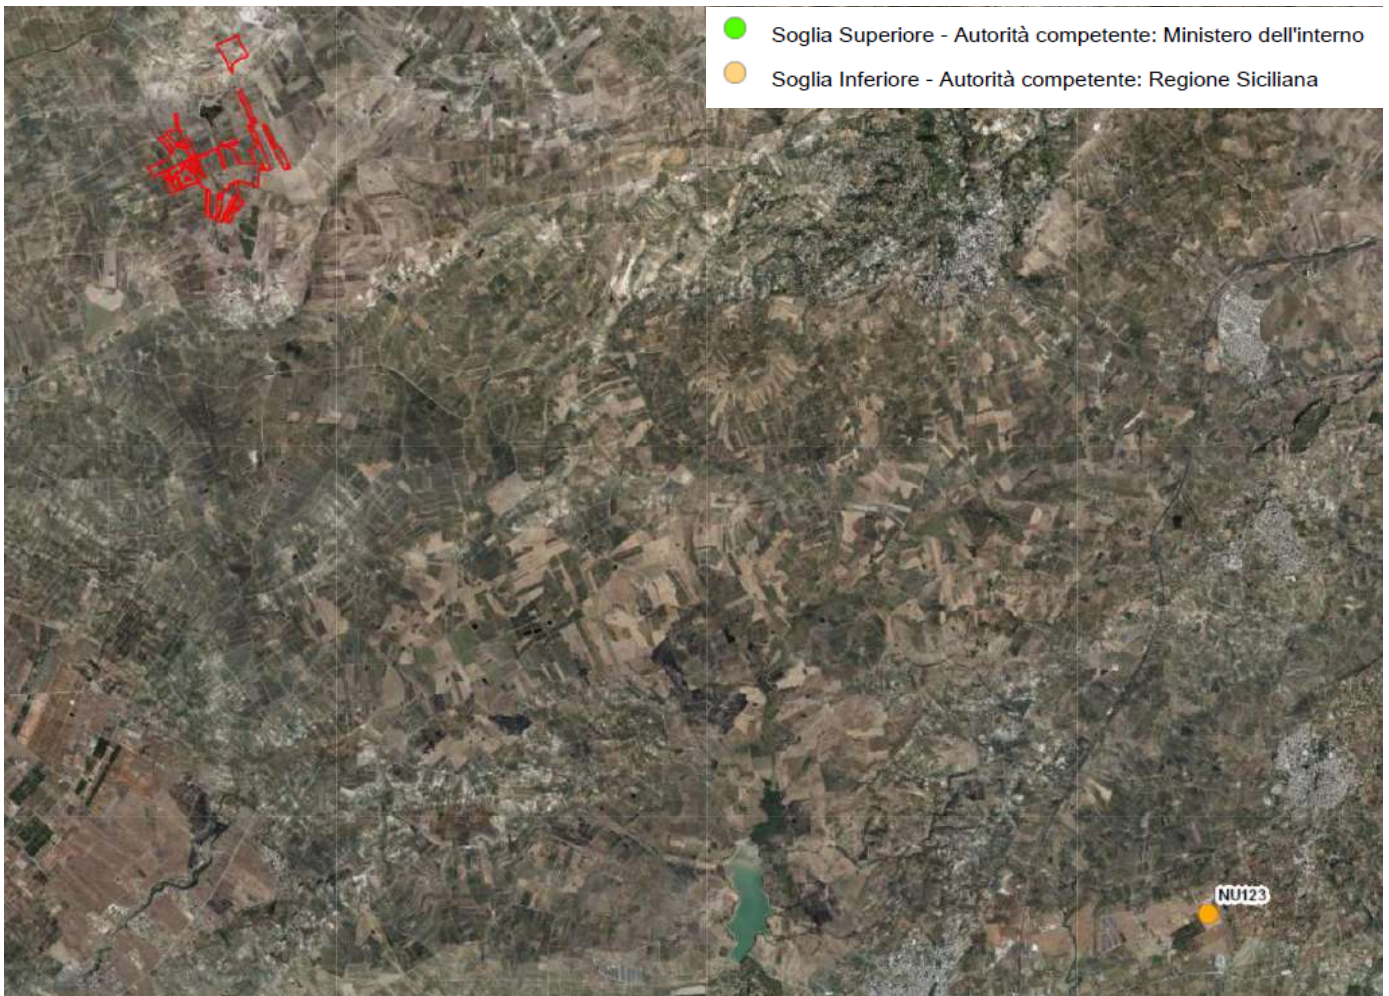 Soglia Superiore - Autorità competente: Ministero dell'interno
Soglia Inferiore - Autorità competente: Regione Siciliana
NU123